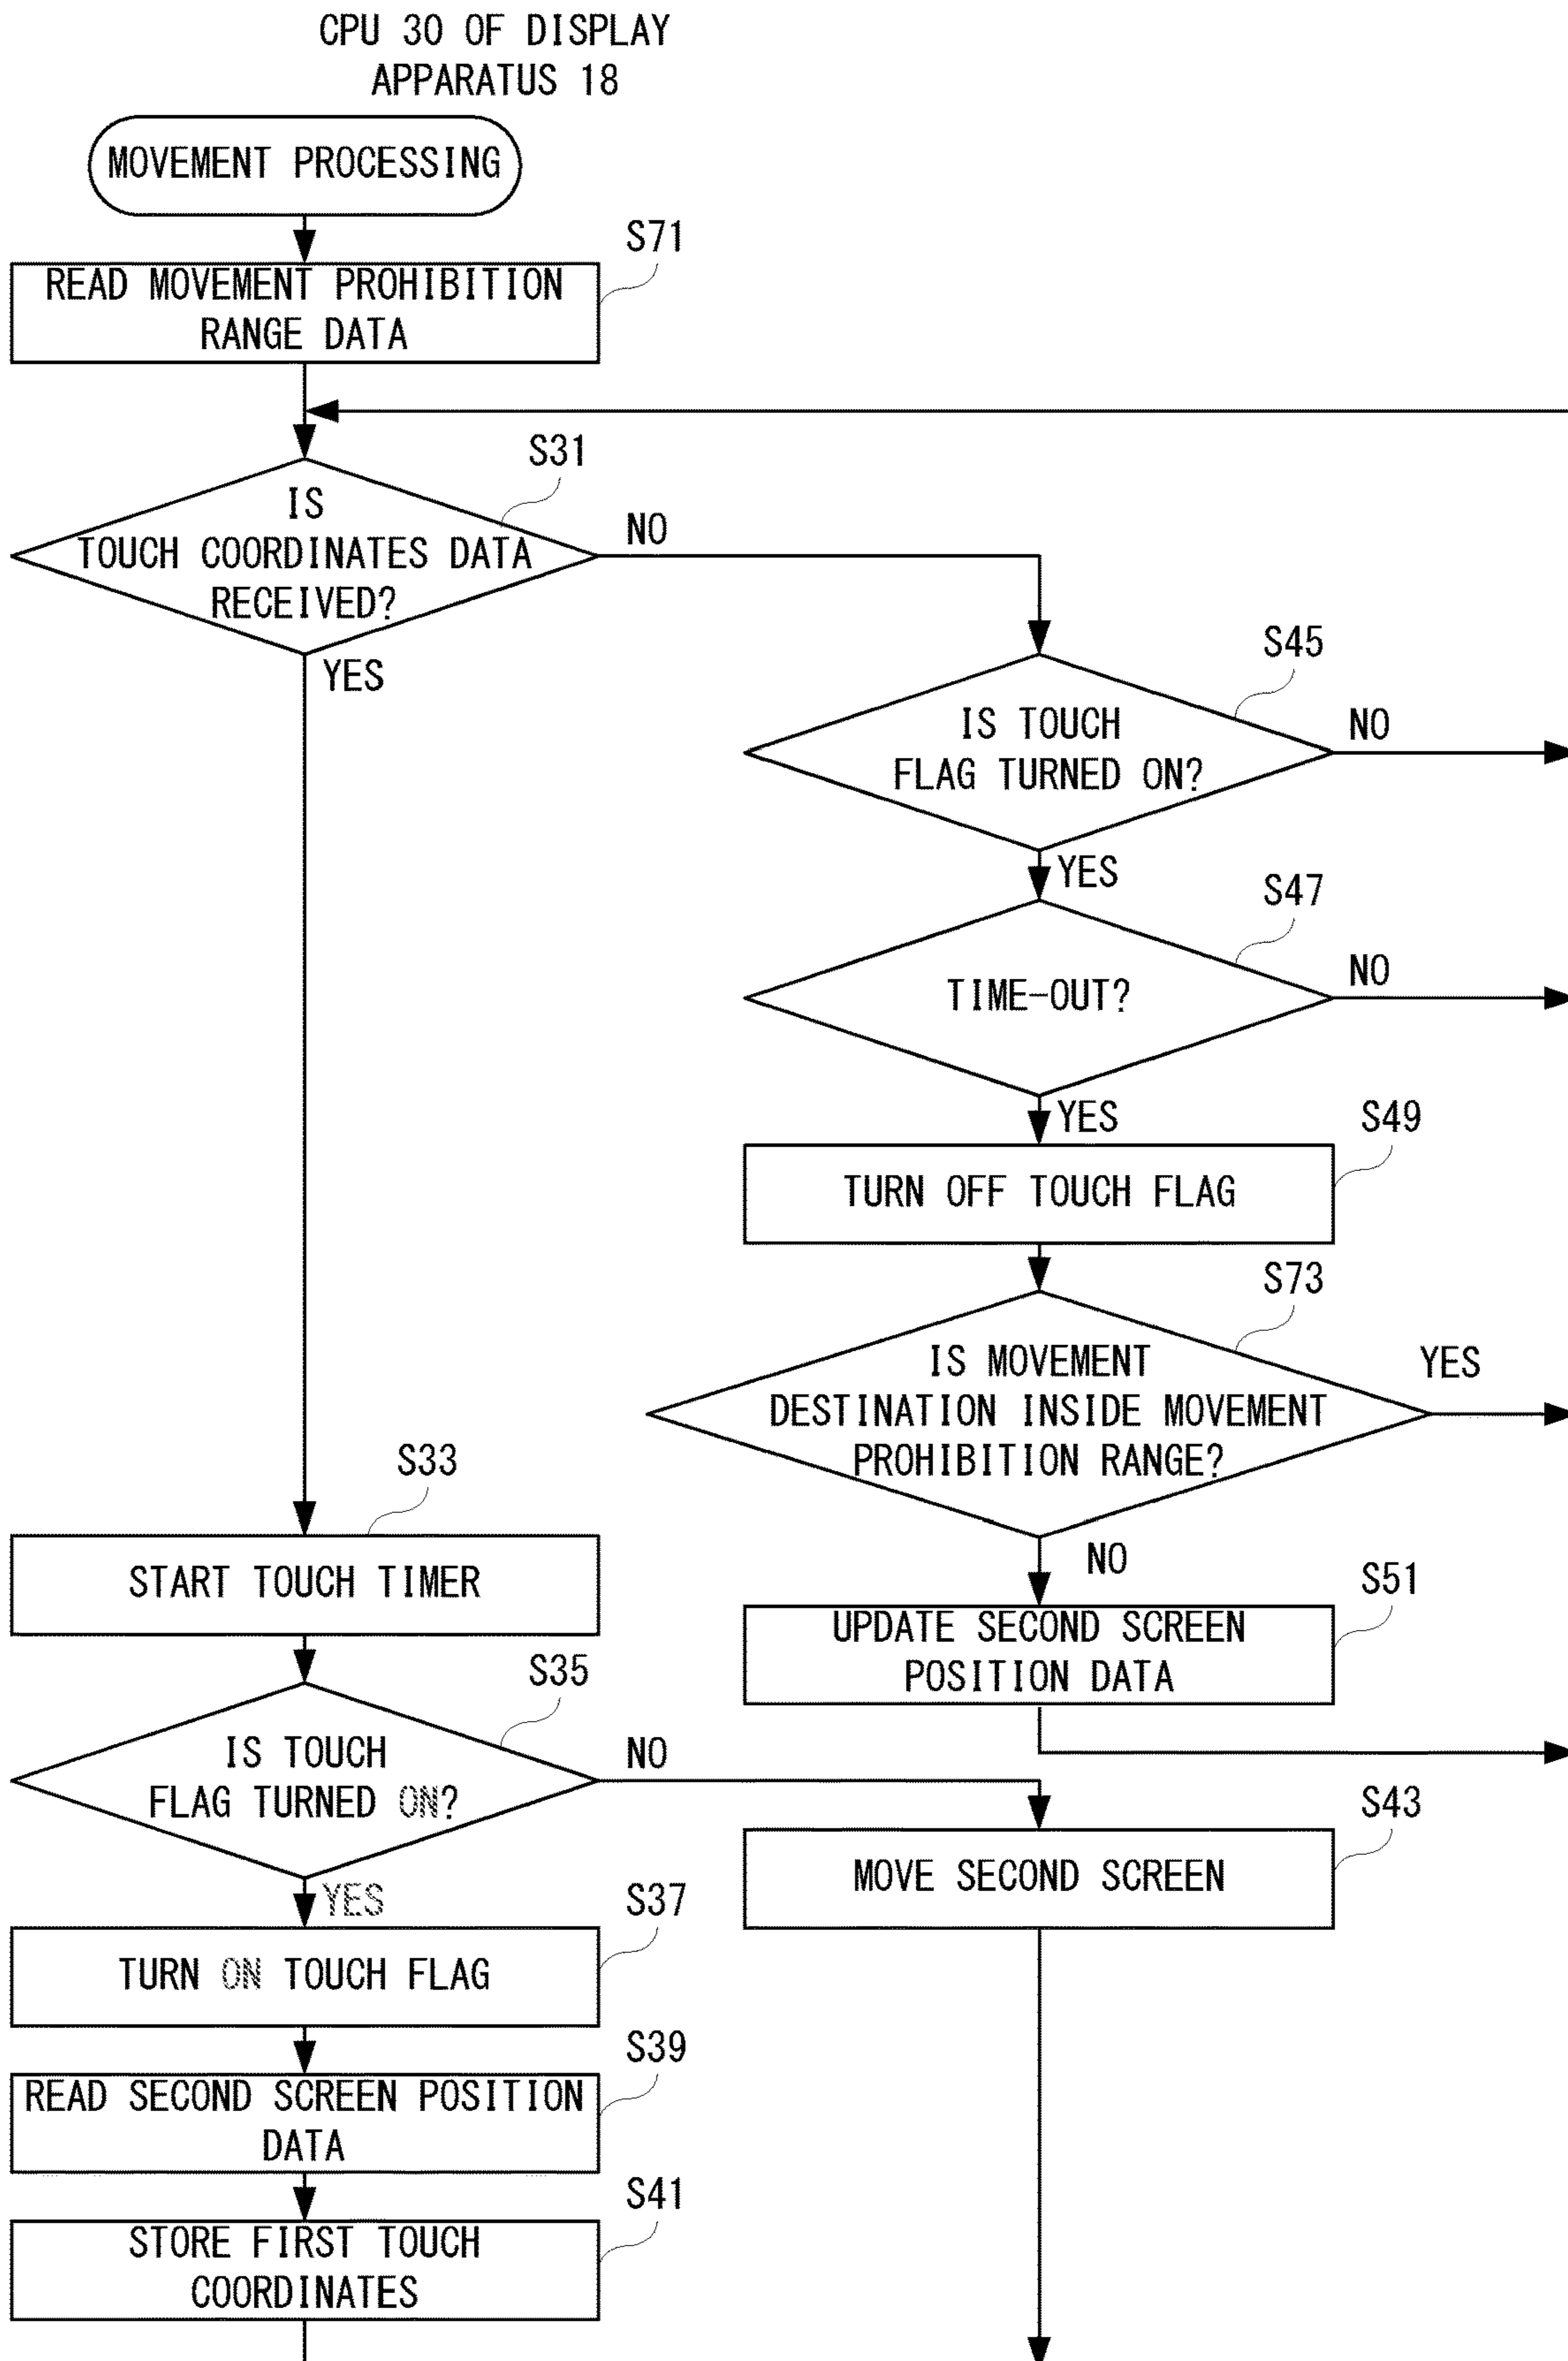 CPU 30 OF DISPLAY
APPARATUS 18
MOVEMENT PROCESSING
S71
READ MOVEMENT PROHIBITION
RANGE DATA
S31
IS
TOUCH COORDINATES DATA
RECEIVED?
NO
YES
S45
IS TOUCH
FLAG TURNED ON?
NO
YES
S47
TIME-OUT?
NO
YES
S49
TURN OFF TOUCH FLAG
S73
IS MOVEMENT
DESTINATION INSIDE MOVEMENT
PROHIBITION RANGE?
YES
NO
S51
UPDATE SECOND SCREEN
POSITION DATA
S33
START TOUCH TIMER
S35
IS TOUCH
FLAG TURNED ON?
NO
YES
S43
MOVE SECOND SCREEN
S37
TURN ON TOUCH FLAG
S39
READ SECOND SCREEN POSITION
DATA
S41
STORE FIRST TOUCH
COORDINATES